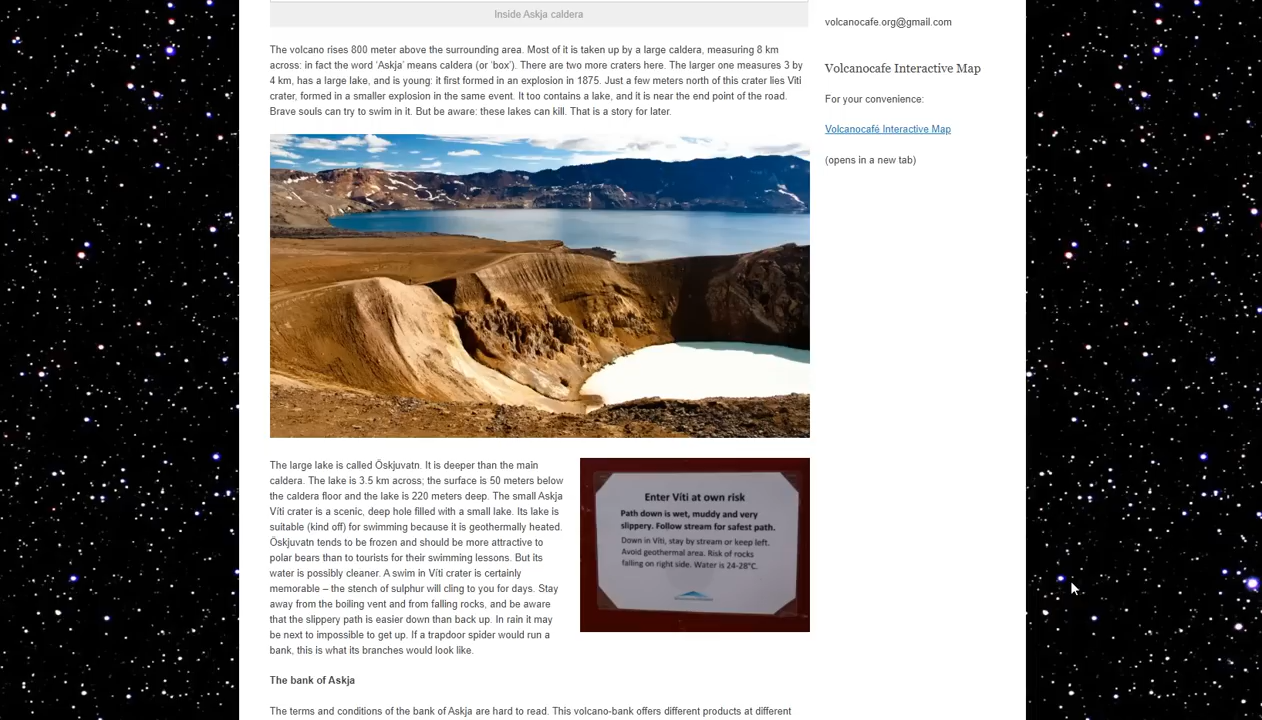 Inside Askja caldera
The volcano rises 800 meter above the surrounding area. Most of it is taken up by a large caldera, measuring 8 km
across: in fact the word ‘Askja’ means caldera (or ‘box’). There are two more craters here. The larger one measures 3 by
4 km, has a large lake, and is young: it first formed in an explosion in 1875. Just a few meters north of this crater lies Viti
crater, formed in a smaller explosion in the same event. It too contains a lake, and it is near the end point of the road.
Brave souls can try to swim in it. But be aware: these lakes can kill. That is a story for later.
The large lake is called Öskjuvatn. It is deeper than the main
caldera. The lake is 3.5 km across; the surface is 50 meters below
the caldera floor and the lake is 220 meters deep. The small Askja
Víti crater is a scenic, deep hole filled with a small lake. Its lake is
suitable (kind off) for swimming because it is geothermally heated.
Öskjuvatn tends to be frozen and should be more attractive to
polar bears than to tourists for their swimming lessons. But its
water is possibly cleaner. A swim in Víti crater is certainly
memorable – the stench of sulphur will cling to you for days. Stay
away from the boiling vent and from falling rocks, and be aware
that the slippery path is easier down than back up. In rain it may
be next to impossible to get up. If a trapdoor spider would run a
bank, this is what its branches would look like.
Enter Víti at own risk
Path down is wet, muddy and very
slippery. Follow stream for safest path.
Down in Víti, stay by stream or keep left.
Avoid geothermal area. Risk of rocks
falling on right side. Water is 24-28°C.
The bank of Askja
The terms and conditions of the bank of Askja are hard to read. This volcano-bank offers different products at different
volcanocafe.org@gmail.com
Volcanocafe Interactive Map
For your convenience:
Volcanocafé Interactive Map
(opens in a new tab)